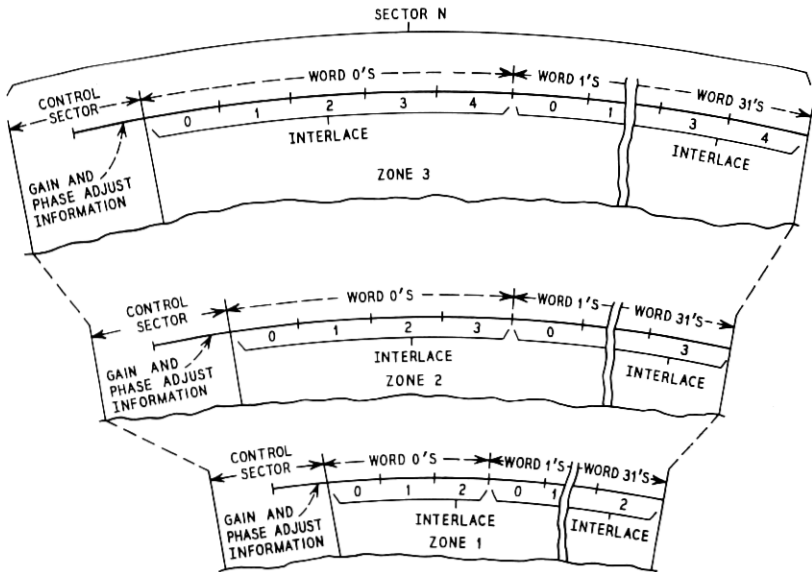 SECTOR N
CONTROL
SECTOR
WORD 0'S
WORD 1'S
WORD 31'S
0 1 2 3 4 0 1 3 4
INTERLACE
INTERLACE
GAIN AND
PHASE ADJUST
INFORMATION
ZONE 3
CONTROL
SECTOR
WORD 0'S
WORD 1'S
WORD 31'S
0 1 2 3 0 3
INTERLACE
INTERLACE
GAIN AND
PHASE ADJUST
INFORMATION
ZONE 2
CONTROL
SECTOR
WORD 0'S
WORD 1'S
WORD 31'S
0 1 2 0 1 2
INTERLACE
INTERLACE
GAIN AND
PHASE ADJUST
INFORMATION
ZONE 1